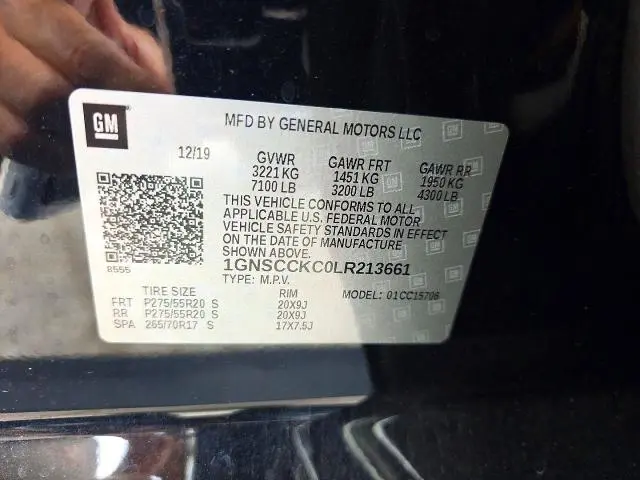 GM
MFD BY GENERAL MOTORS LLC
12/19 GVWR GAWR FRT GAWR RR
3221 KG 1451 KG 1950 KG
7100 LB 3200 LB 4300 LB
THIS VEHICLE CONFORMS TO ALL
APPLICABLE U.S. FEDERAL MOTOR
VEHICLE SAFETY STANDARDS IN EFFECT
ON THE DATE OF MANUFACTURE
SHOWN ABOVE.
8555 1GNSCCKC0LR213661
TYPE: M.P.V. MODEL: 01CC15706
TIRE SIZE RIM
FRT P275/55R20 S 20X9J
RR P275/55R20 S 20X9J
SPA 265/70R17 S 17X7.5J